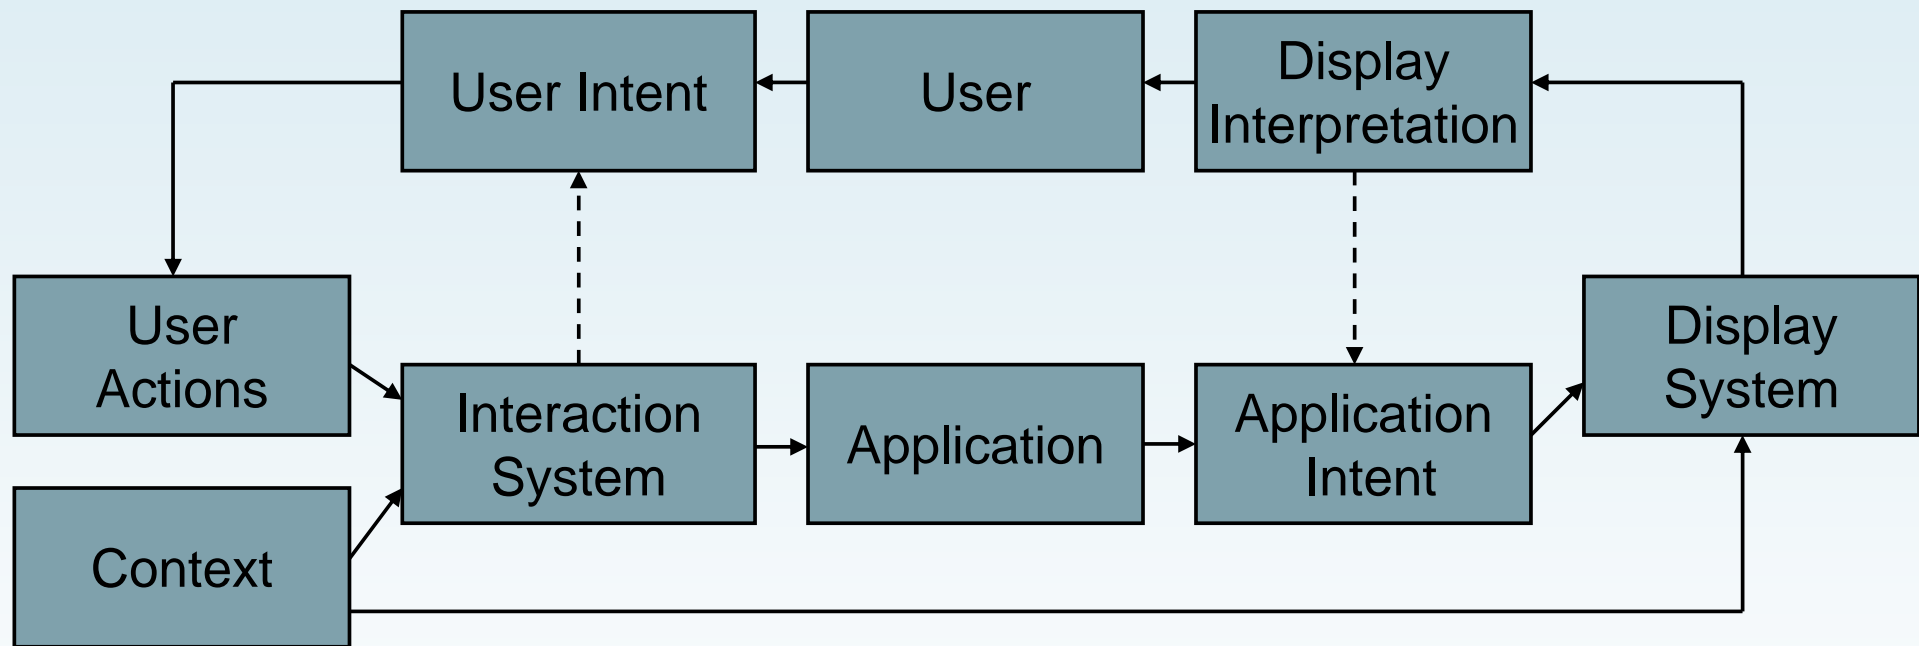 User Intent
User
Display
Interpretation
User
Actions
Interaction
System
Application
Application
Intent
Display
System
Context